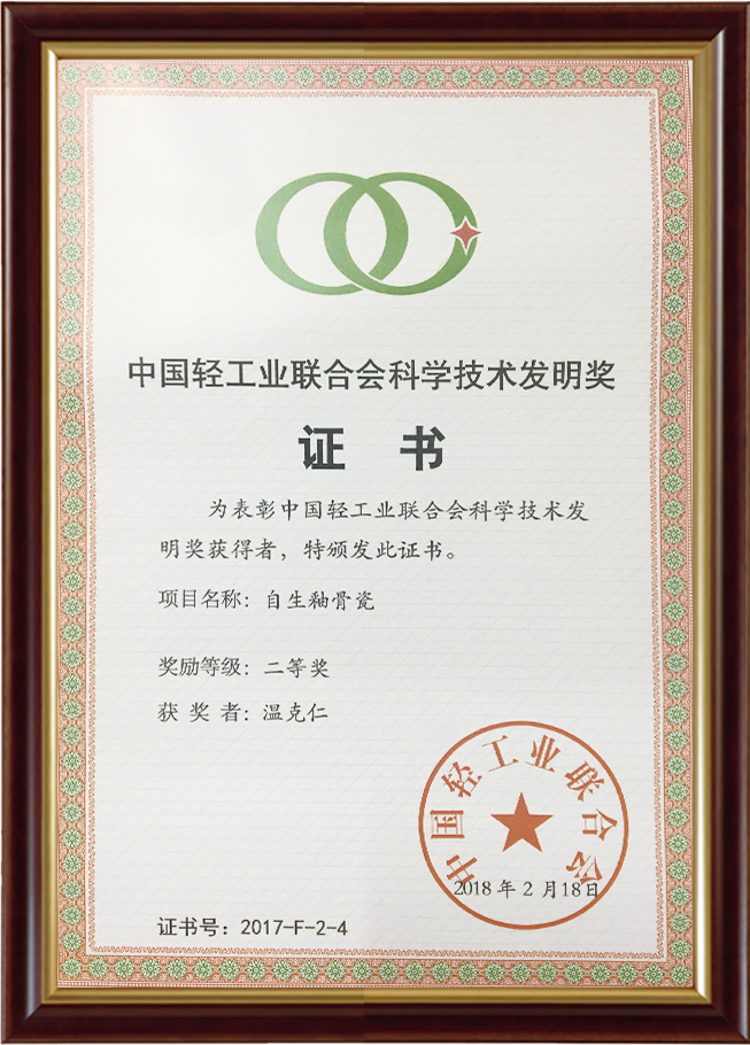 中国轻工业联合会科学技术发明奖
证 书
为表彰中国轻工业联合会科学技术发
明奖获得者，特颁发此证书。
项目名称：自生釉骨瓷
奖励等级：二等奖
获 奖 者：温克仁
中国轻工业联合会
2018 年 2 月18日
证书号：2017-F-2-4